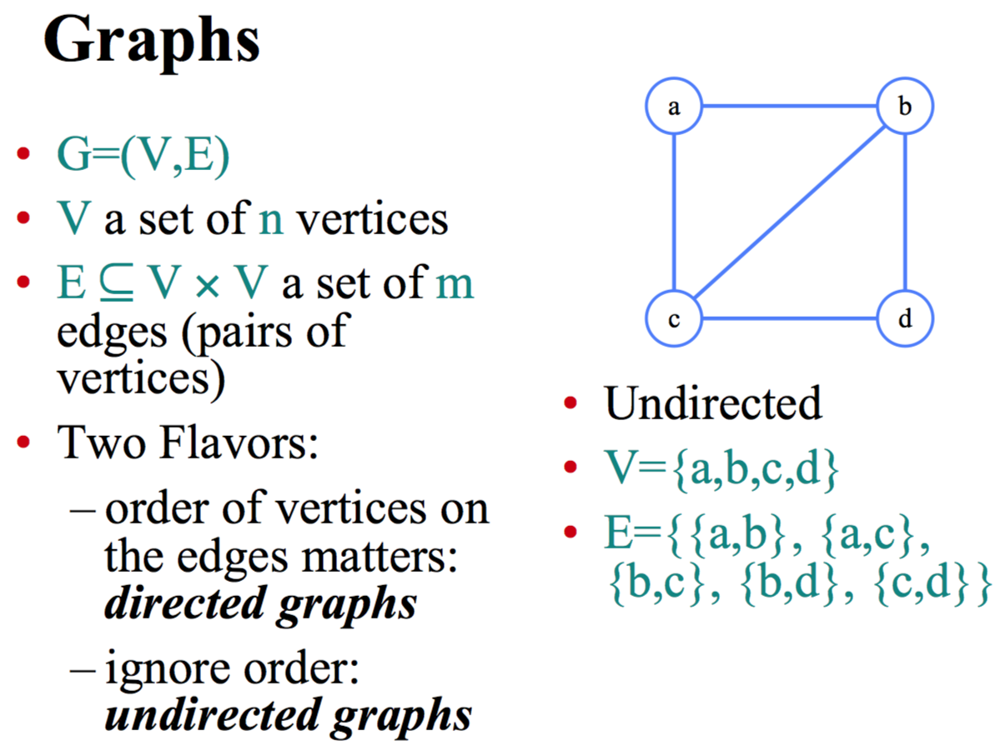 Graphs
• G=(V,E)
• V a set of n vertices
• E ⊆ V × V a set of m
edges (pairs of
vertices)
• Two Flavors:
– order of vertices on
the edges matters:
directed graphs
– ignore order:
undirected graphs
a
b
c
d
• Undirected
• V={a,b,c,d}
• E={{a,b}, {a,c},
{b,c}, {b,d}, {c,d}}